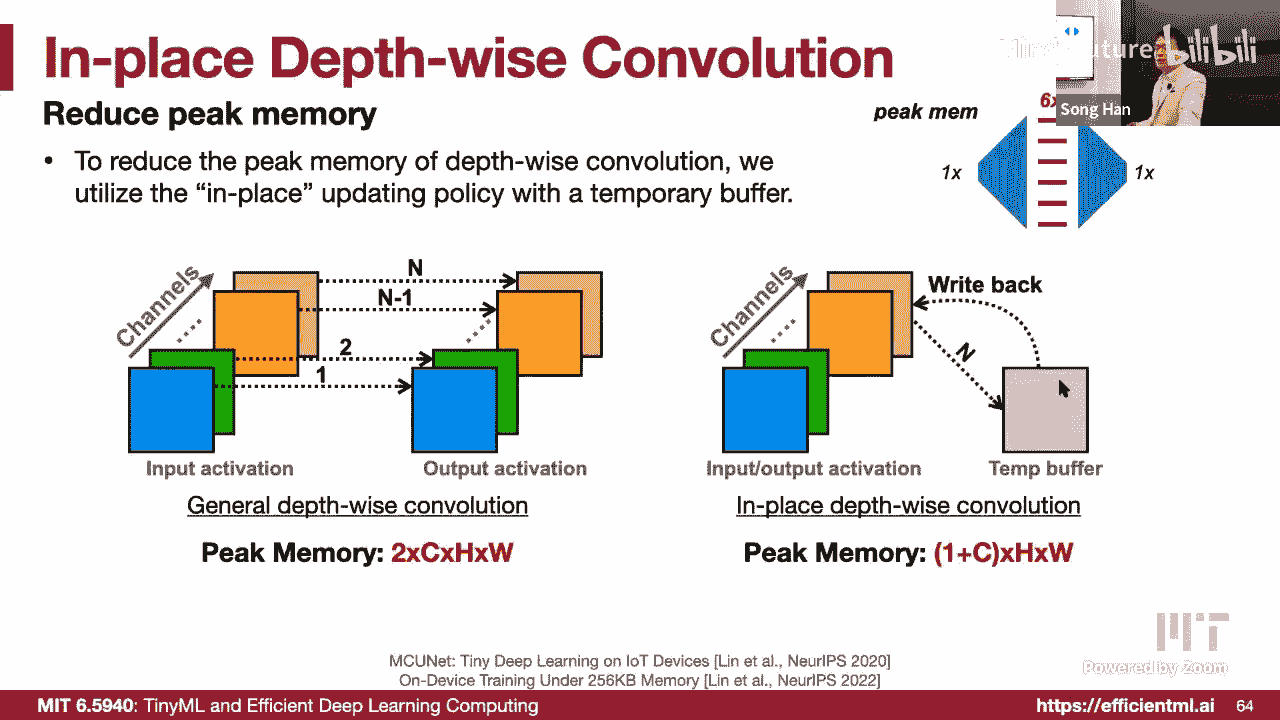 In-place Depth-wise Convolution
bilibili
Song Han
Reduce peak memory
peak mem
1x
1x
• To reduce the peak memory of depth-wise convolution, we
utilize the “in-place” updating policy with a temporary buffer.
Channels
N
N-1
2
1
Input activation
Output activation
General depth-wise convolution
Peak Memory: 2xCxHxW
Channels
Write back
N
Input/output activation
Temp buffer
In-place depth-wise convolution
Peak Memory: (1+C)xHxW
MIT
Powered by Zoom
MCUNet: Tiny Deep Learning on IoT Devices [Lin et al., NeurIPS 2020]
On-Device Training Under 256KB Memory [Lin et al., NeurIPS 2022]
MIT 6.5940: TinyML and Efficient Deep Learning Computing
https://efficientml.ai
64